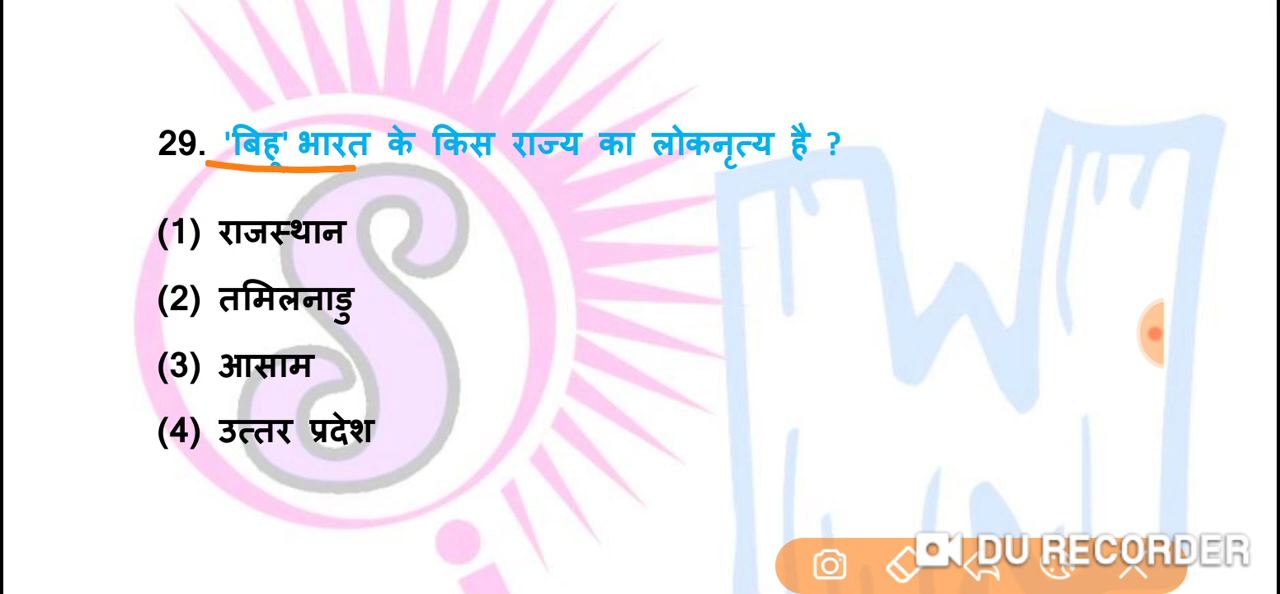 29. 'बिहू' भारत के किस राज्य का लोकनृत्य है ?
(1) राजस्थान
(2) तमिलनाडु
(3) आसाम
(4) उत्तर प्रदेश
DU RECORDER